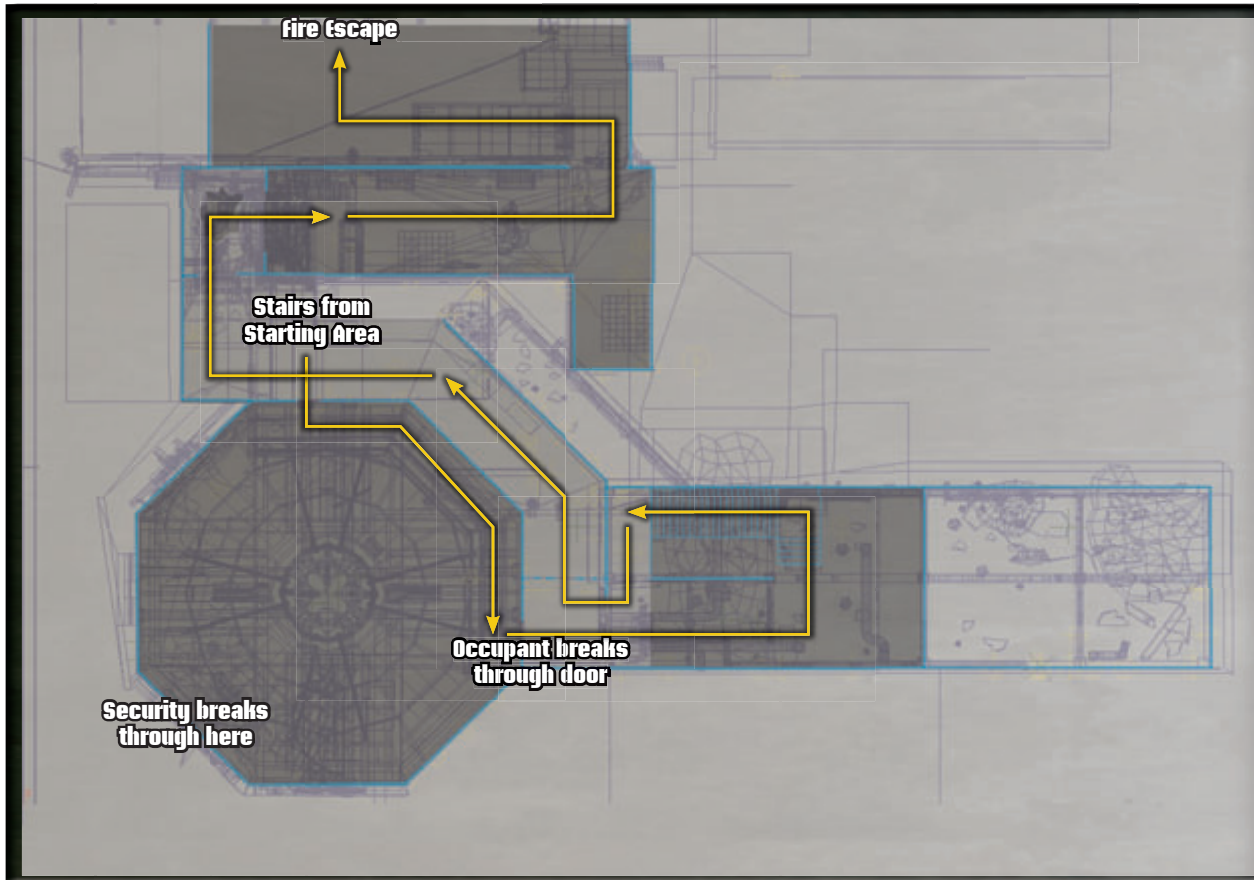 Fire Escape
Stairs from
Starting Area
Occupant breaks
through door
Security breaks
through here